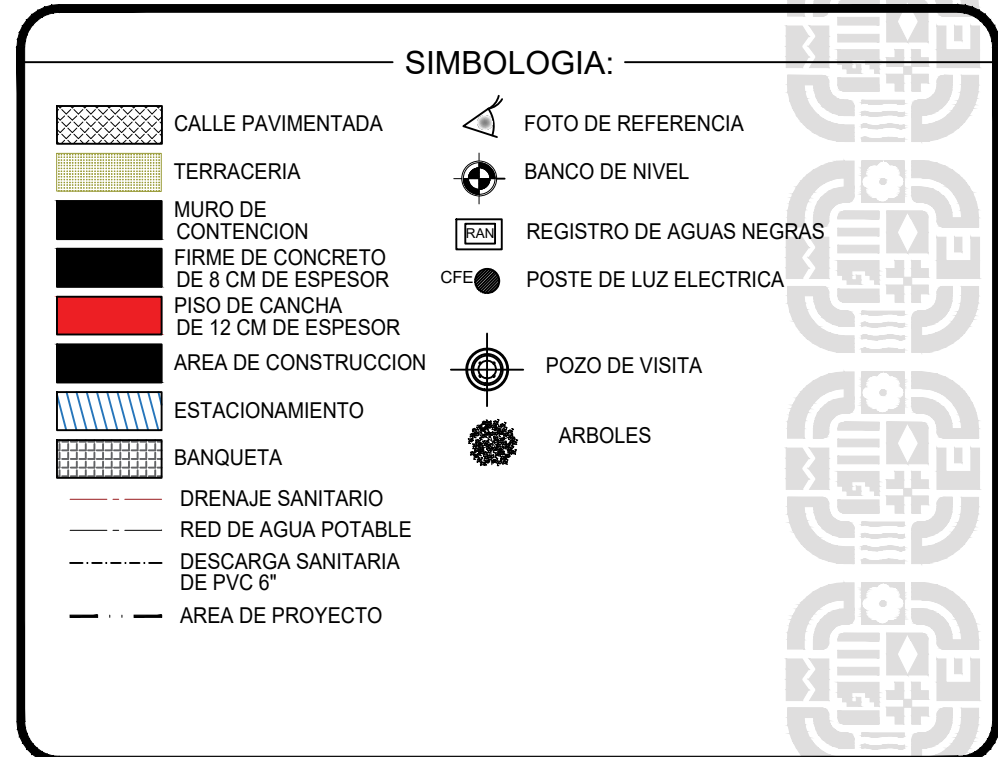 SIMBOLOGIA:
CALLE PAVIMENTADA
TERRACERIA
MURO DE
CONTENCION
FIRME DE CONCRETO
DE 8 CM DE ESPESOR
PISO DE CANCHA
DE 12 CM DE ESPESOR
AREA DE CONSTRUCCION
ESTACIONAMIENTO
BANQUETA
DRENAJE SANITARIO
RED DE AGUA POTABLE
DESCARGA SANITARIA
DE PVC 6"
AREA DE PROYECTO
FOTO DE REFERENCIA
BANCO DE NIVEL
RAN REGISTRO DE AGUAS NEGRAS
CFE POSTE DE LUZ ELECTRICA
POZO DE VISITA
ARBOLES